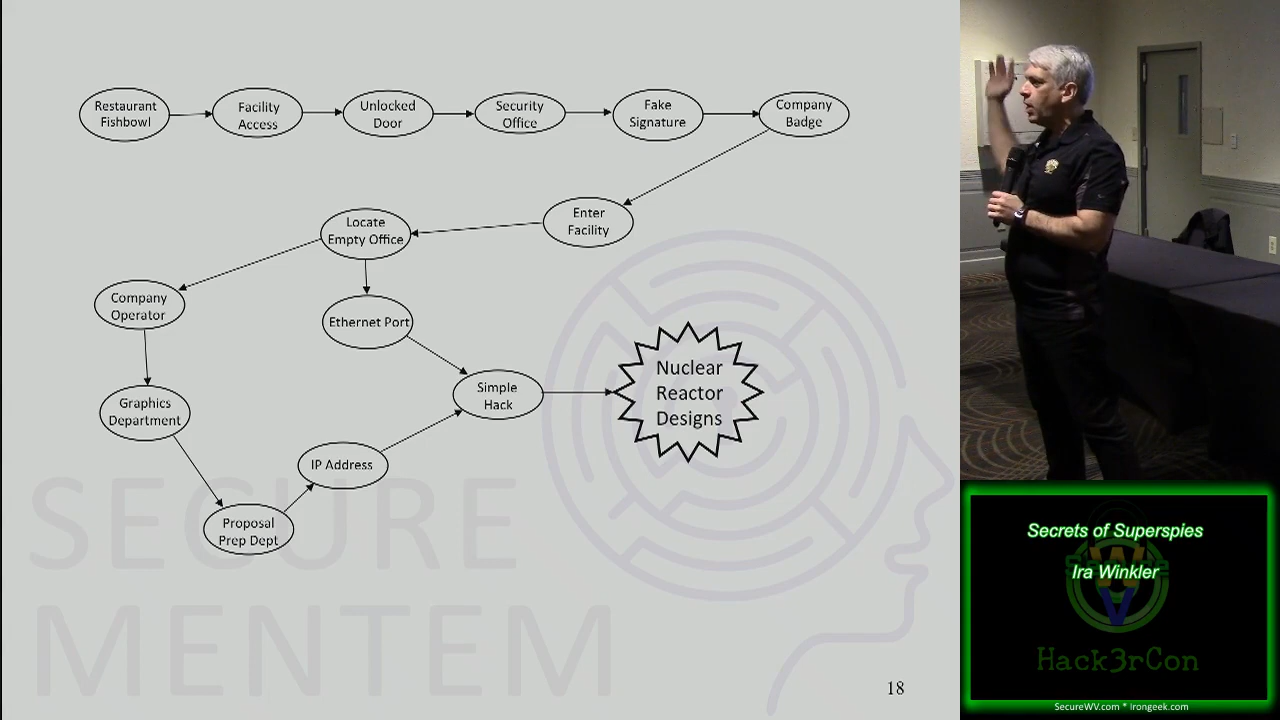 Restaurant
Fishbowl
Facility
Access
Unlocked
Door
Security
Office
Fake
Signature
Company
Badge
Enter
Facility
Locate
Empty Office
Company
Operator
Ethernet Port
Simple
Hack
Nuclear
Reactor
Designs
Graphics
Department
IP Address
Proposal
Prep Dept
SECURE
MENTEM
18
Secrets of Superspies
Ira Winkler
Hack3rCon
SecureWV.com * Irongeek.com